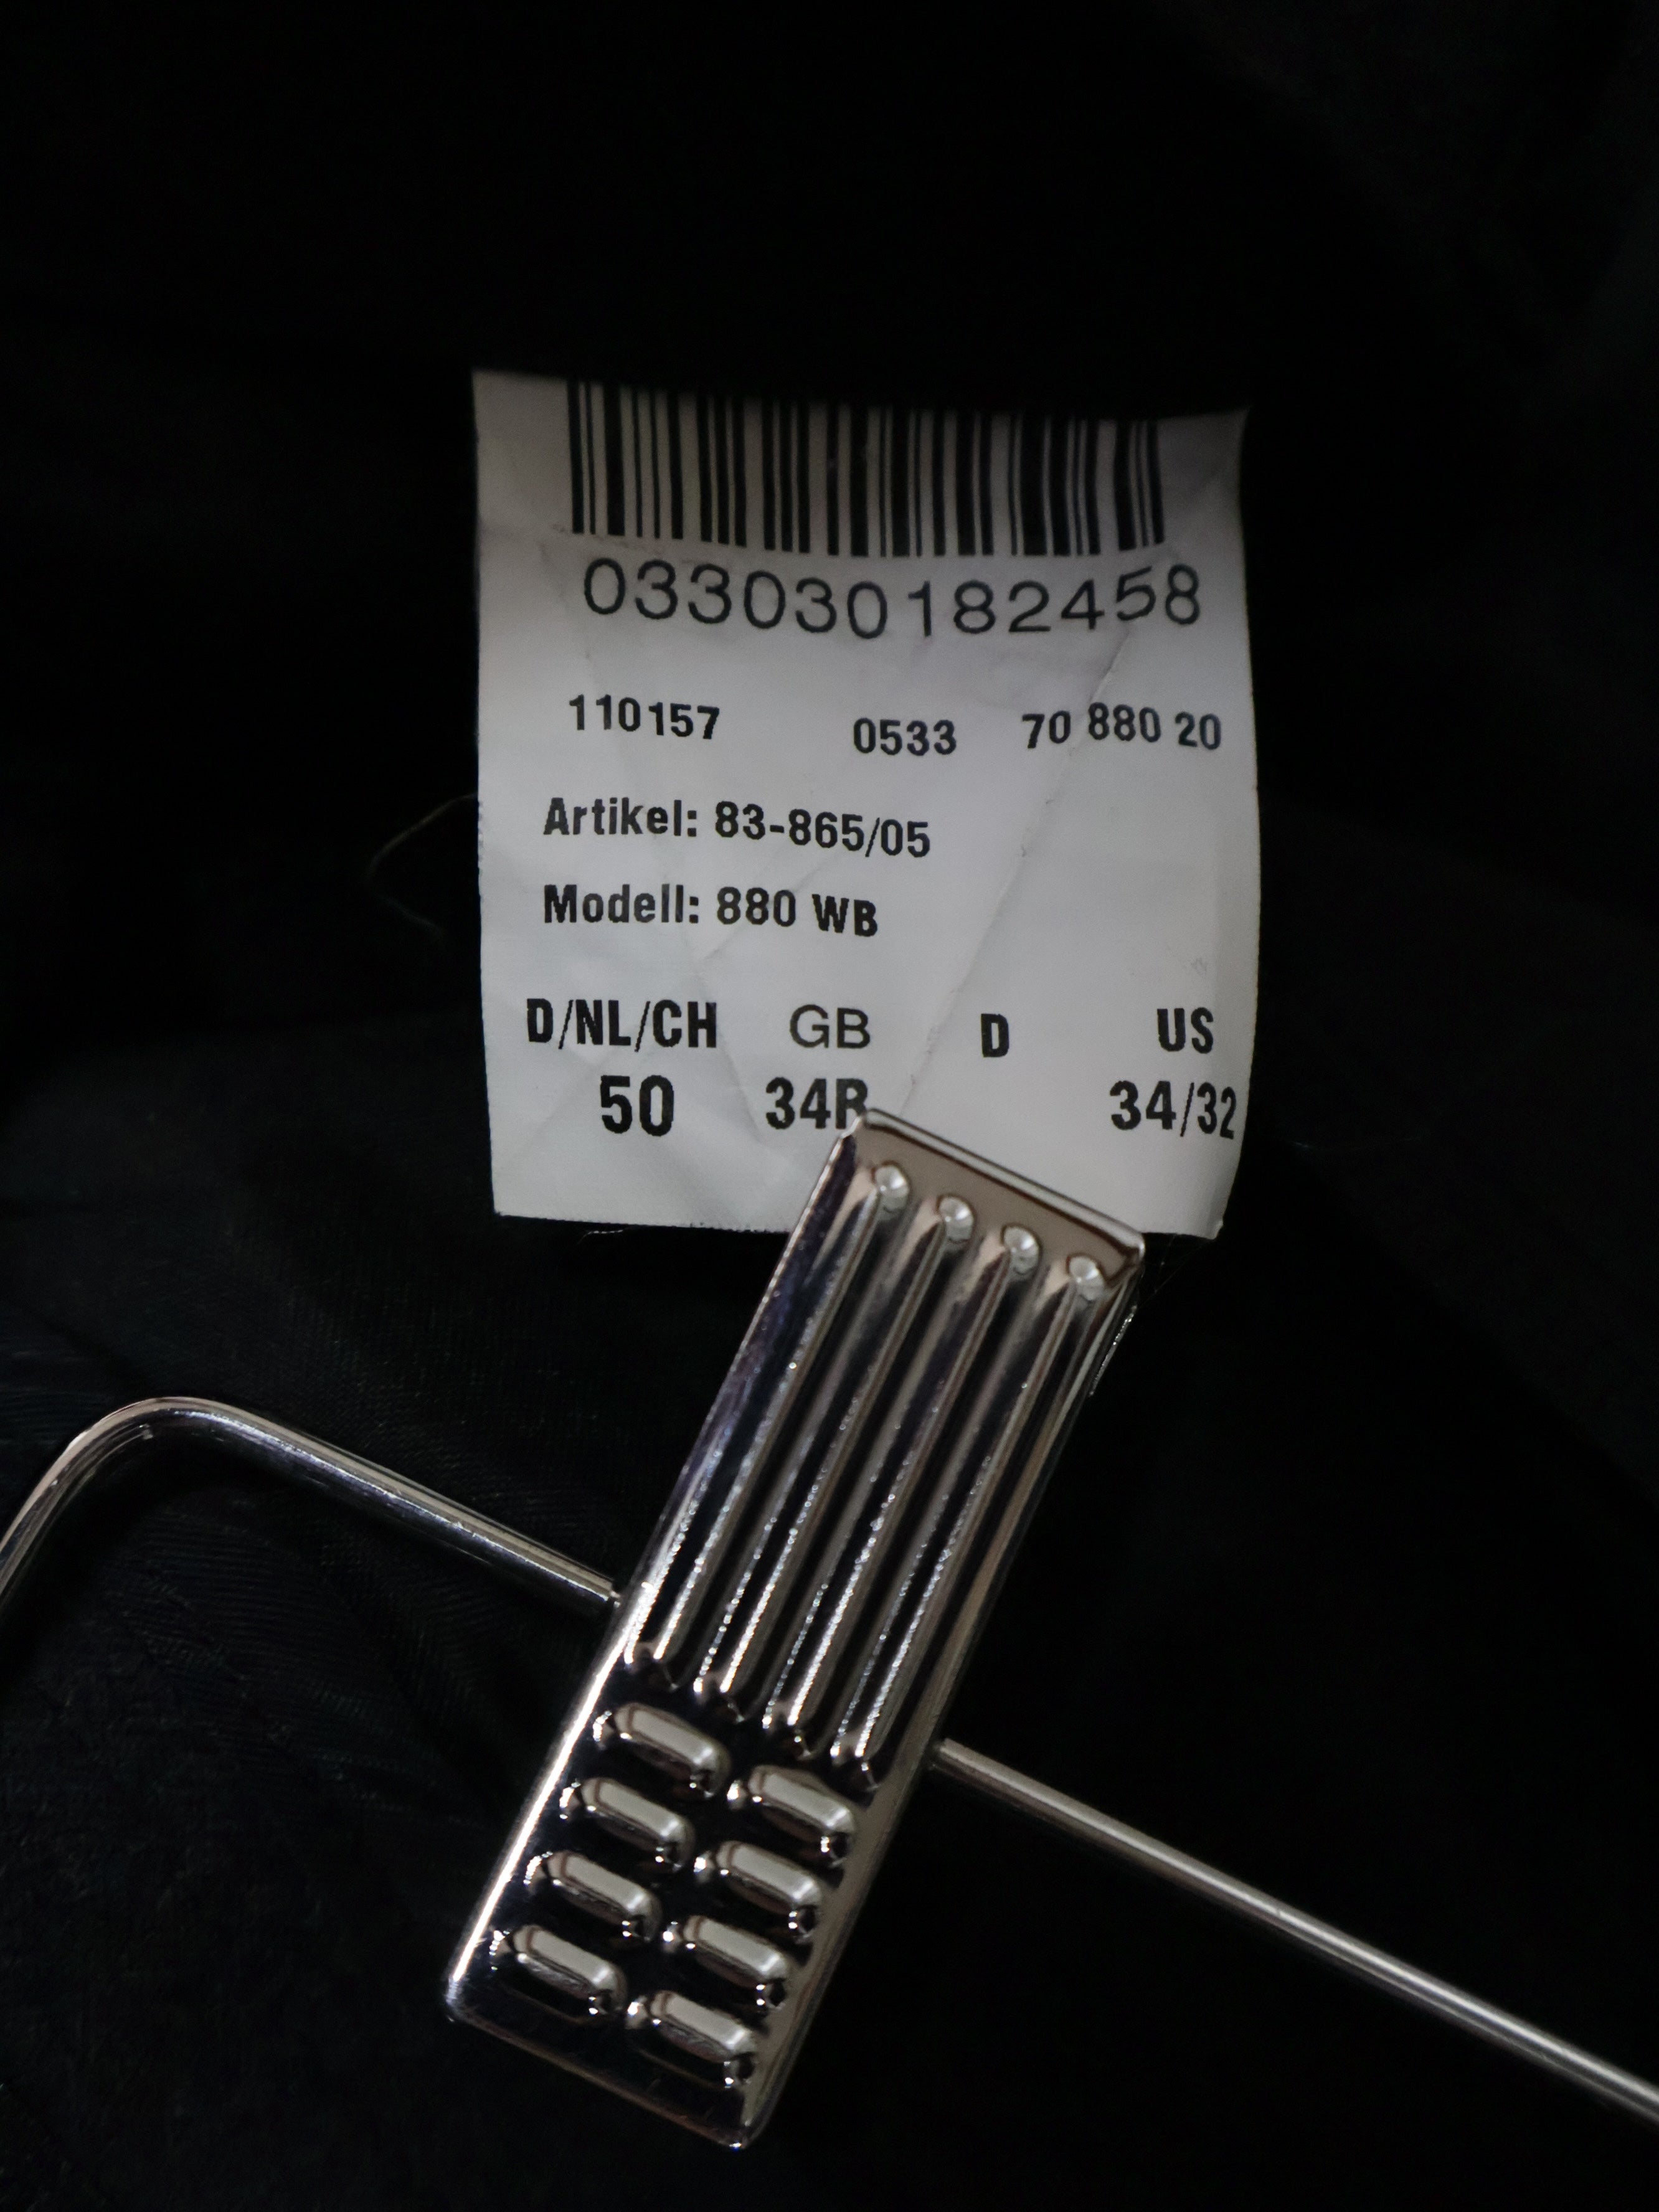 033030182458
110157 0533 70 880 20
Artikel: 83-865/05
Modell: 880 WB
D/NL/CH GB D US
50 34R 34/32